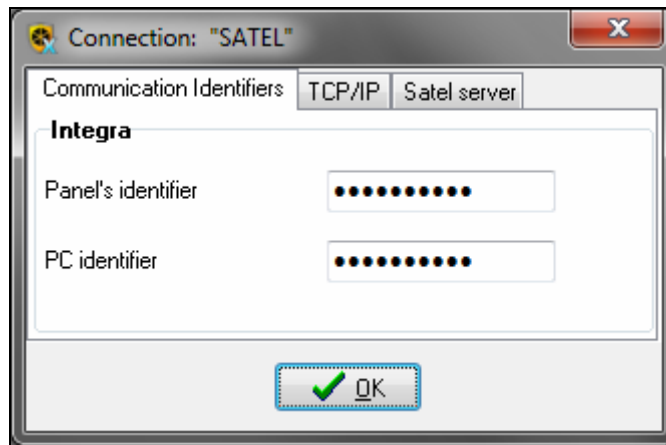 Connection: "SATEL"
x
Communication Identifiers TCP/IP Satel server
Integra
Panel's identifier ••••••••••
PC identifier ••••••••••
OK